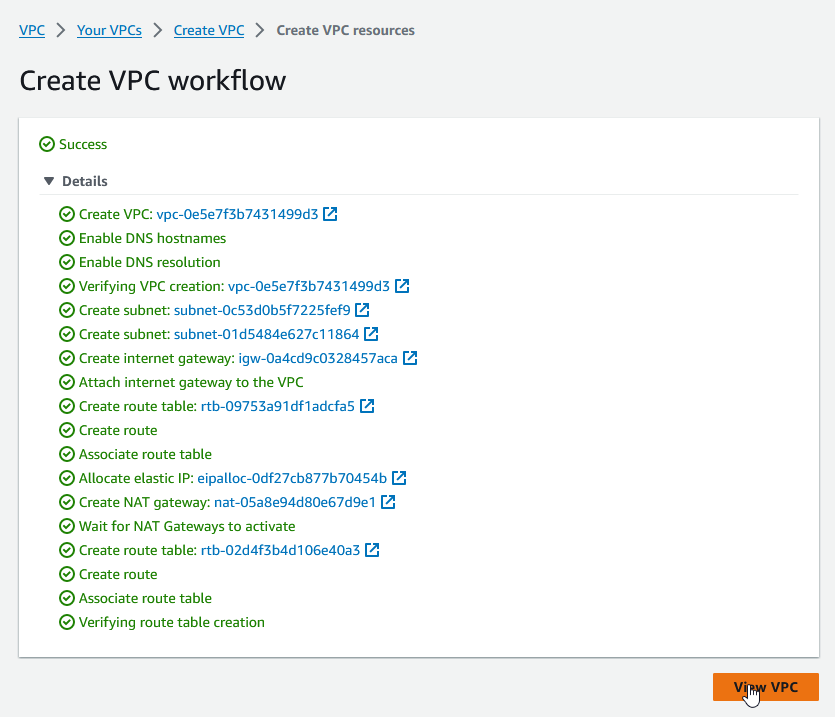 VPC > Your VPCs > Create VPC > Create VPC resources
Create VPC workflow
Success
Details
Create VPC: vpc-0e5e7f3b7431499d3
Enable DNS hostnames
Enable DNS resolution
Verifying VPC creation: vpc-0e5e7f3b7431499d3
Create subnet: subnet-0c53d0b5f7225fef9
Create subnet: subnet-01d5484e627c11864
Create internet gateway: igw-0a4cd9c0328457aca
Attach internet gateway to the VPC
Create route table: rtb-09753a91df1adcfa5
Create route
Associate route table
Allocate elastic IP: eipalloc-0df27cb877b70454b
Create NAT gateway: nat-05a8e94d80e67d9e1
Wait for NAT Gateways to activate
Create route table: rtb-02d4f3b4d106e40a3
Create route
Associate route table
Verifying route table creation
View VPC